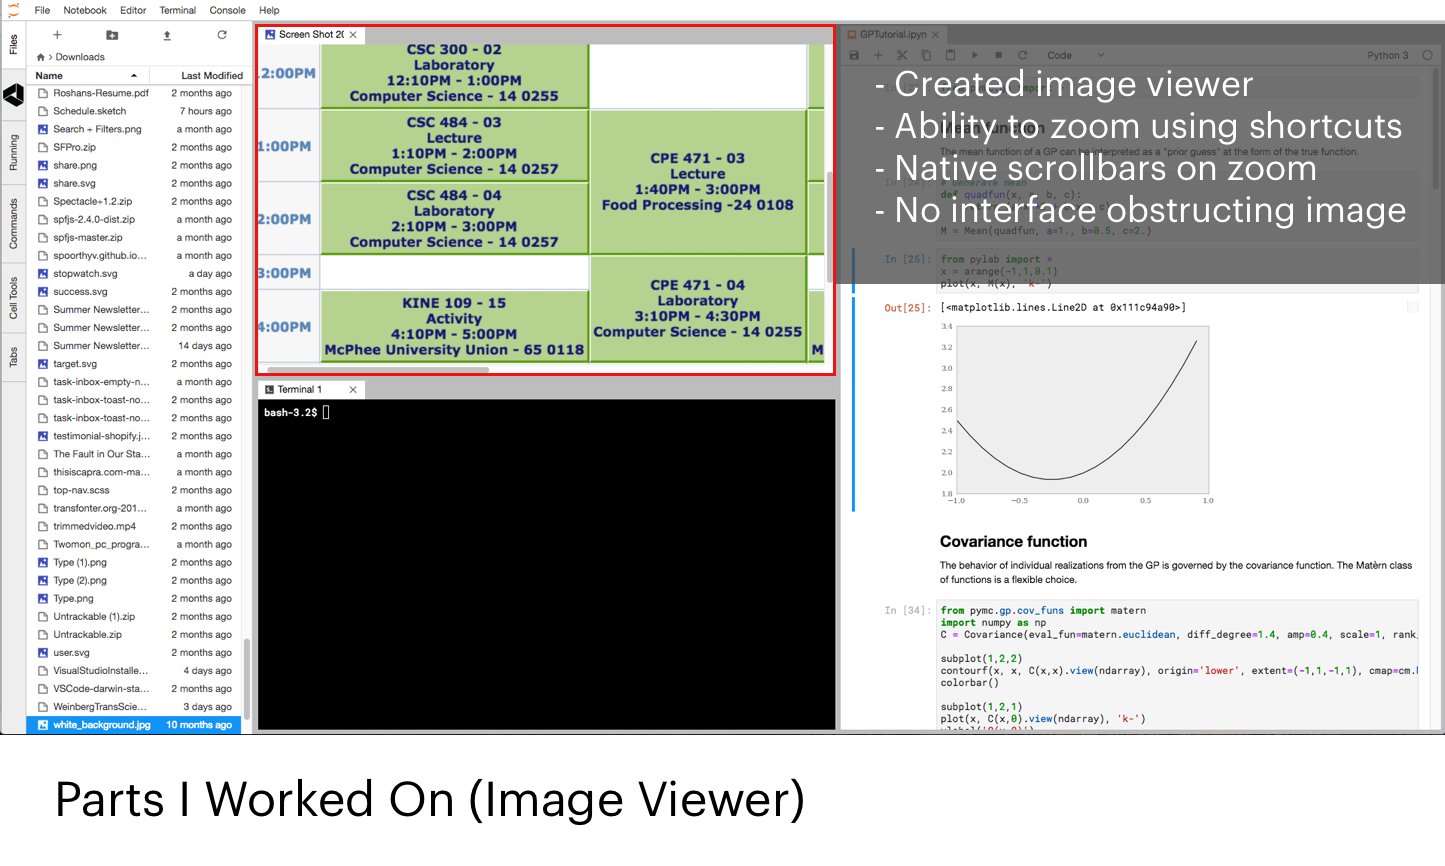 File Notebook Editor Terminal Console Help
Files
Running
Commands
Cell Tools
Tabs
> Downloads
Name Last Modified
Roshans-Resume.pdf 2 months ago
Schedule.sketch 7 hours ago
Search + Filters.png a month ago
SFPro.zip 2 months ago
share.png 2 months ago
share.svg 2 months ago
Spectacle+1.2.zip 2 months ago
spfjs-2.4.0-dist.zip a month ago
spfjs-master.zip a month ago
spoorthyv.github.io... a month ago
stopwatch.svg a day ago
success.svg 2 months ago
Summer Newsletter... 2 months ago
Summer Newsletter... 2 months ago
Summer Newsletter... 14 days ago
target.svg 2 months ago
task-inbox-empty-n... a month ago
task-inbox-toast-no... 2 months ago
task-inbox-toast-no... 2 months ago
testimonial-shopify.j... 2 months ago
The Fault in Our Sta... a month ago
thisiscapra.com-ma... a month ago
top-nav.scss 2 months ago
transfonter.org-201... a month ago
trimmedvideo.mp4 2 months ago
Twomon_pc_progra... a month ago
Type (1).png 2 months ago
Type (2).png 2 months ago
Type.png 2 months ago
Untrackable (1).zip 2 months ago
Untrackable.zip 2 months ago
user.svg 2 months ago
VisualStudioInstalle... 4 days ago
VSCode-darwin-sta... 2 months ago
WeinbergTransScie... 3 days ago
white_background.jpg 10 months ago
Screen Shot 20
12:00PM
1:00PM
2:00PM
3:00PM
4:00PM
CSC 300 - 02
Laboratory
12:10PM - 1:00PM
Computer Science - 14 0255
CSC 484 - 03
Lecture
1:10PM - 2:00PM
Computer Science - 14 0257
CSC 484 - 04
Laboratory
2:10PM - 3:00PM
Computer Science - 14 0257
KINE 109 - 15
Activity
4:10PM - 5:00PM
McPhee University Union - 65 0118
CPE 471 - 03
Lecture
1:40PM - 3:00PM
Food Processing -24 0108
CPE 471 - 04
Laboratory
3:10PM - 4:30PM
Computer Science - 14 0255
M
Terminal 1
bash-3.2$
GPTutorial.ipyn
Code Python 3
- Created image viewer
- Ability to zoom using shortcuts
- Native scrollbars on zoom
- No interface obstructing image
Mean function
The mean function of a GP can be interpreted as a "prior guess" at the form of the true function.
# Generate mean
def quadfun(x, a, b, c):
M = Mean(quadfun, a=1., b=0.5, c=2.)
In [25]: from pylab import *
x = arange(-1,1,0.1)
plot(x, M(x), 'k-')
Out[25]: [<matplotlib.lines.Line2D at 0x111c94a90>]
3.4
3.2
3.0
2.8
2.6
2.4
2.2
2.0
1.8
−1.0 −0.5 0.0 0.5 1.0
Covariance function
The behavior of individual realizations from the GP is governed by the covariance function. The Matèrn class
of functions is a flexible choice.
In [34]: from pymc.gp.cov_funs import matern
import numpy as np
C = Covariance(eval_fun=matern.euclidean, diff_degree=1.4, amp=0.4, scale=1, rank
subplot(1,2,2)
contourf(x, x, C(x,x).view(ndarray), origin='lower', extent=(-1,1,-1,1), cmap=cm.
colorbar()
subplot(1,2,1)
plot(x, C(x,0).view(ndarray), 'k-')
Parts I Worked On (Image Viewer)